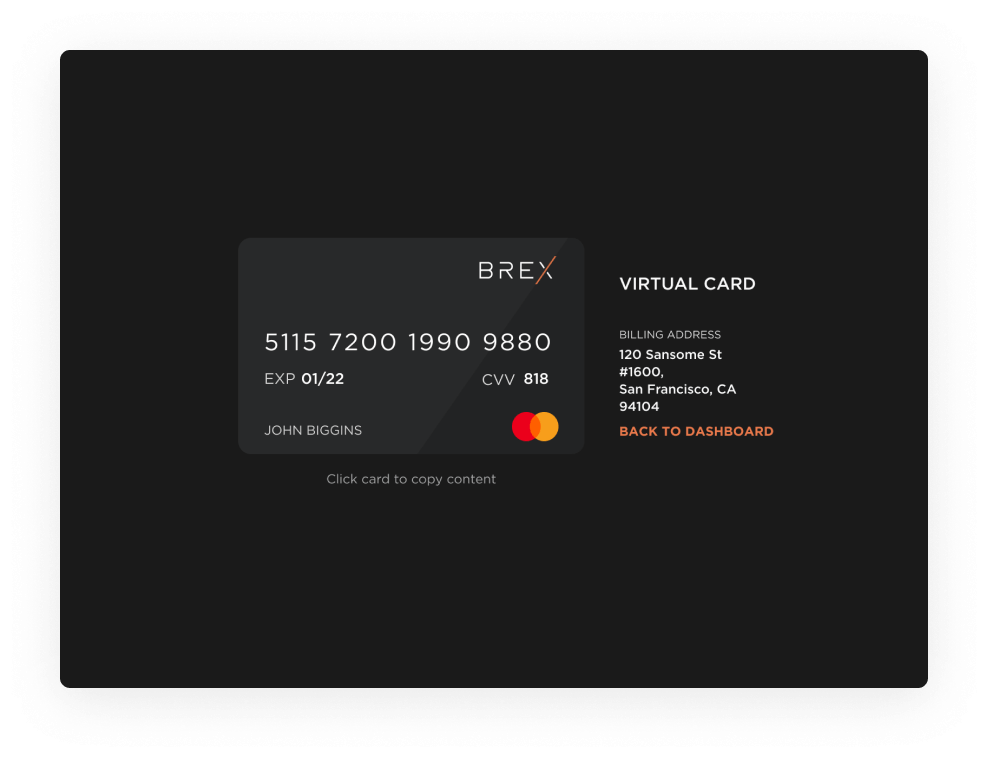 BREX
5115 7200 1990 9880
EXP 01/22 CVV 818
JOHN BIGGINS
Click card to copy content
VIRTUAL CARD
BILLING ADDRESS
120 Sansome St
#1600,
San Francisco, CA
94104
BACK TO DASHBOARD